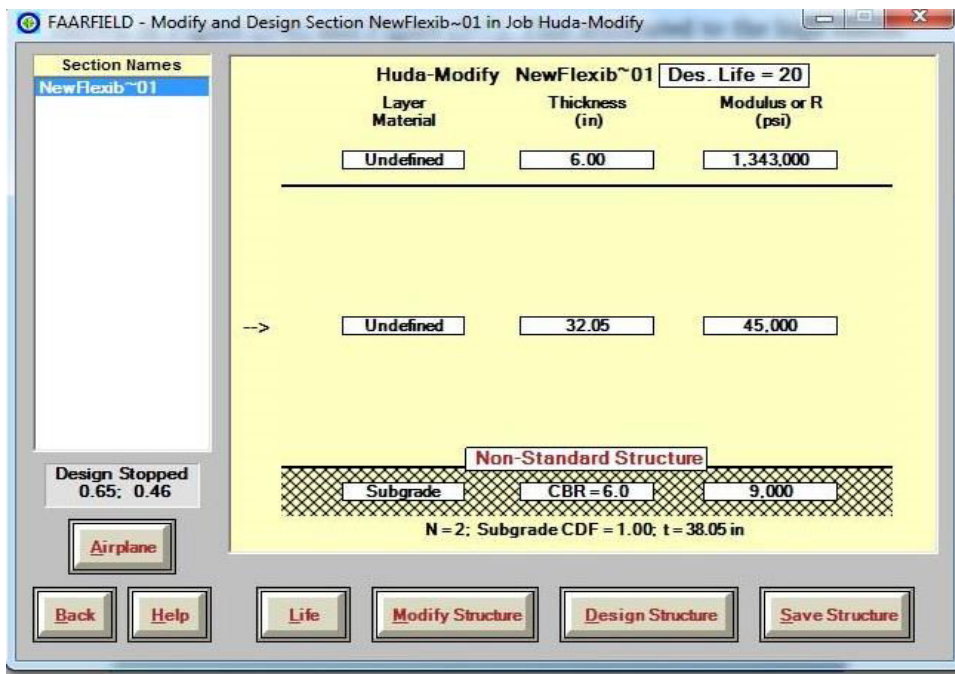 FAARFIELD - Modify and Design Section NewFlexib~01 in Job Huda-Modify
Section Names
NewFlexib~01
Huda-Modify NewFlexib~01 Des. Life = 20
Layer Material Thickness (in) Modulus or R (psi)
Undefined 6.00 1,343,000
--> Undefined 32.05 45,000
Non-Standard Structure
Subgrade CBR = 6.0 9,000
N = 2; Subgrade CDF = 1.00; t = 38.05 in
Design Stopped
0.65; 0.46
Airplane
Back Help Life Modify Structure Design Structure Save Structure